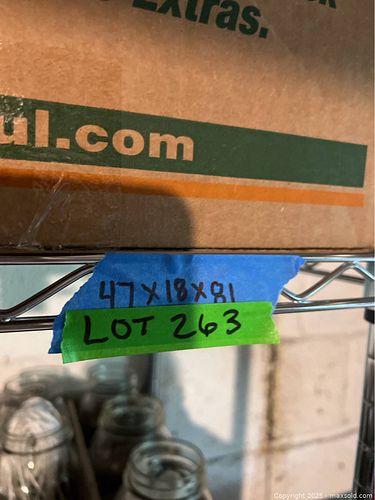 Extras.
ul.com
47x18x81
LOT 263
Copyright 2025 - maxsold.com